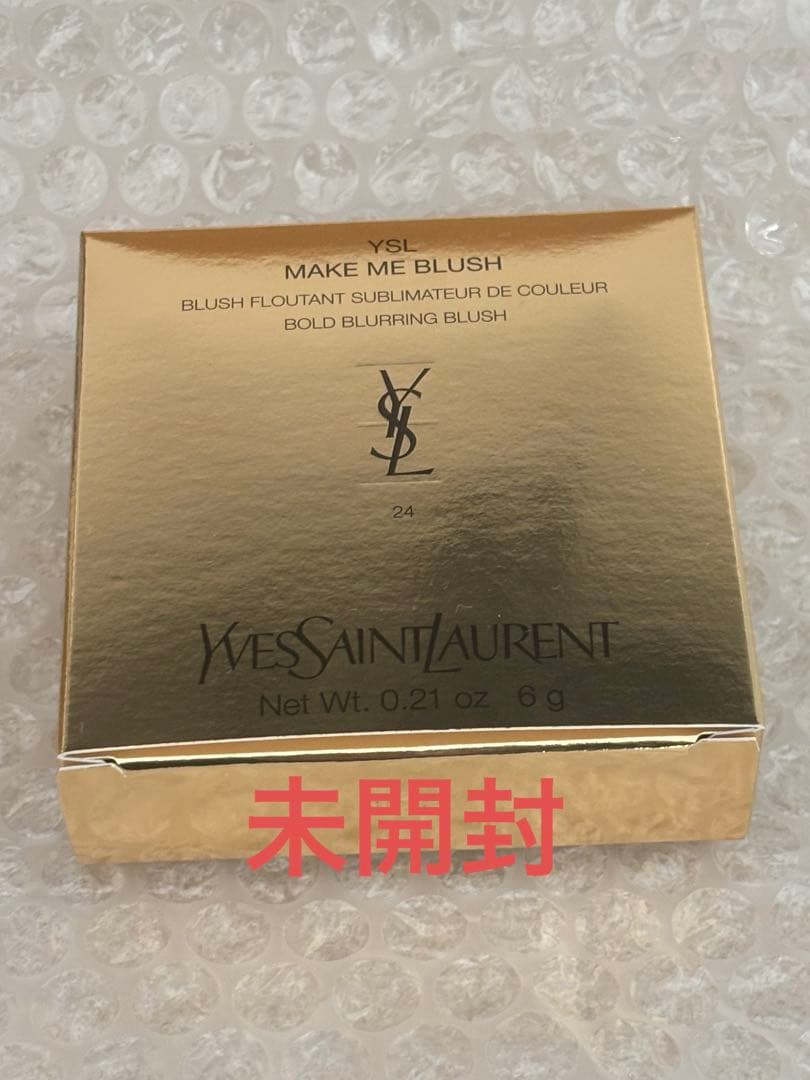 YSL
MAKE ME BLUSH
BLUSH FLOUTANT SUBLIMATEUR DE COULEUR
BOLD BLURRING BLUSH
YSL
24
YVESSAINTLAURENT
Net Wt. 0.21 oz 6 g
未開封